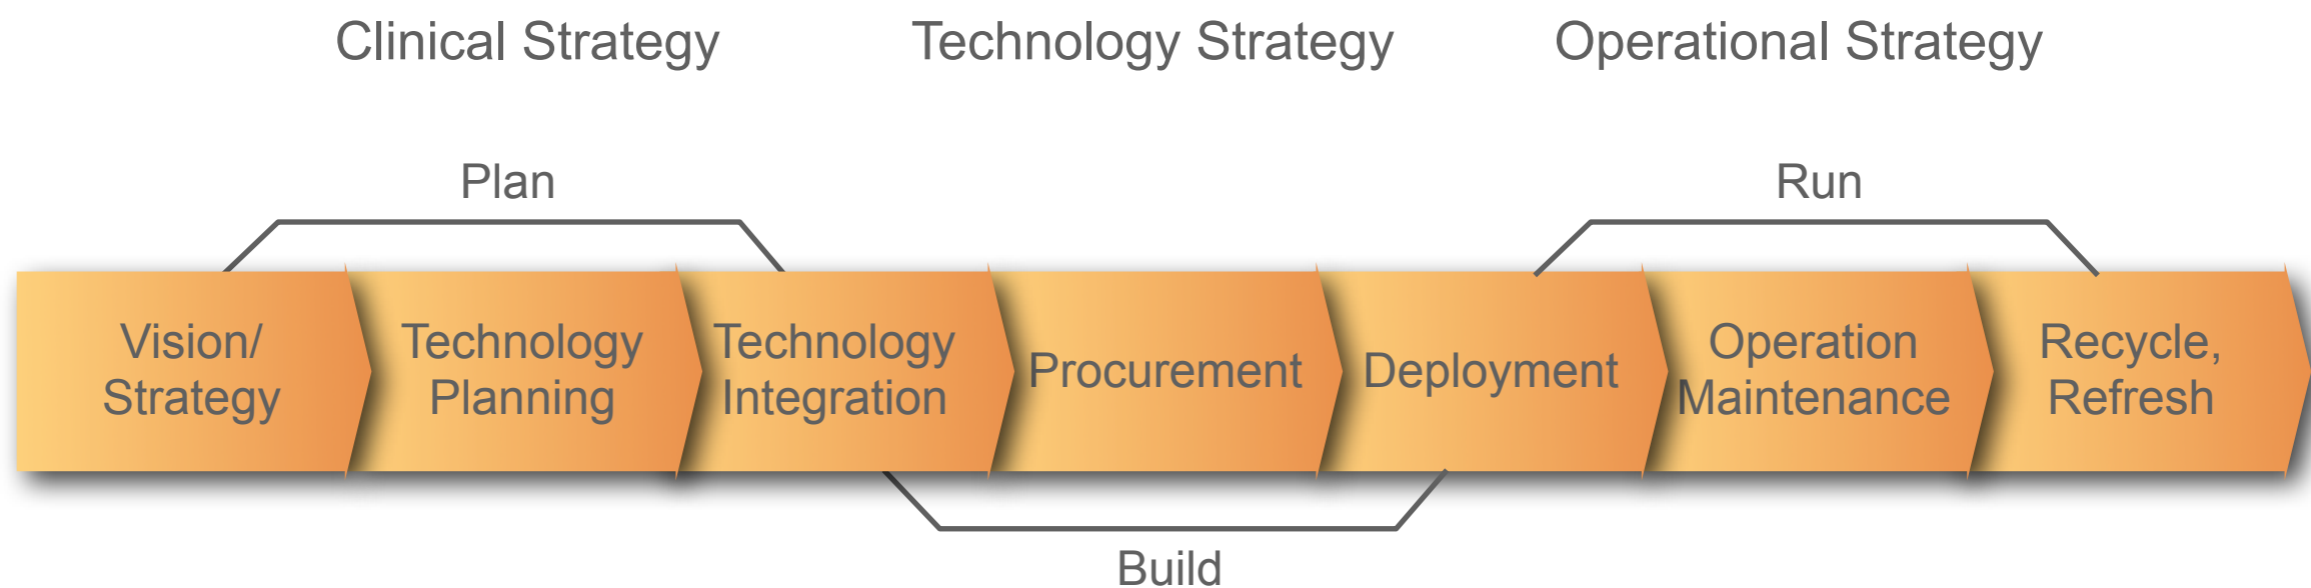 Clinical Strategy
Technology Strategy
Operational Strategy
Plan
Run
Vision/
Strategy
Technology
Planning
Technology
Integration
Procurement
Deployment
Operation
Maintenance
Recycle,
Refresh
Build